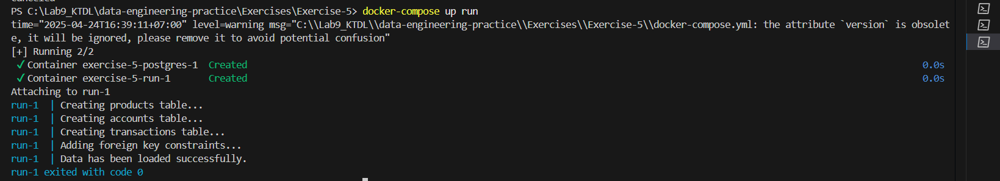 Canceled
PS C:\Lab9_KTDL\data-engineering-practice\Exercises\Exercise-5> docker-compose up run
time="2025-04-24T16:39:11+07:00" level=warning msg="C:\\Lab9_KTDL\\data-engineering-practice\\Exercises\\Exercise-5\\docker-compose.yml: the attribute `version` is obsolet
e, it will be ignored, please remove it to avoid potential confusion"
[+] Running 2/2
✓ Container exercise-5-postgres-1 Created 0.0s
✓ Container exercise-5-run-1 Created 0.0s
Attaching to run-1
run-1 | Creating products table...
run-1 | Creating accounts table...
run-1 | Creating transactions table...
run-1 | Adding foreign key constraints...
run-1 | Data has been loaded successfully.
run-1 exited with code 0